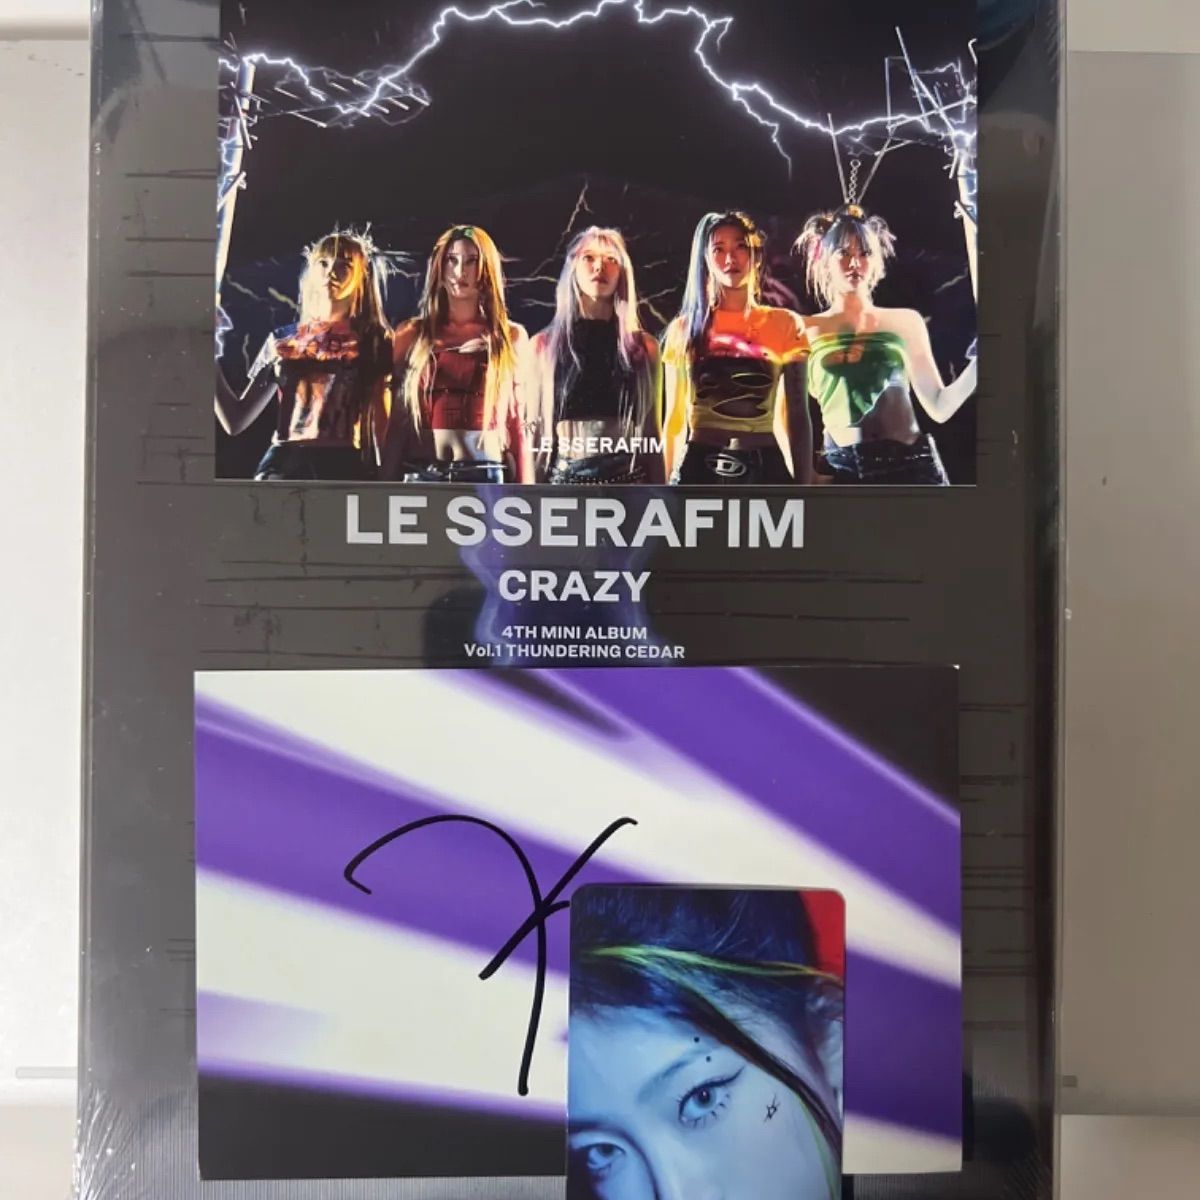 LE SSERAFIM
LE SSERAFIM
CRAZY
4TH MINI ALBUM
Vol.1 THUNDERING CEDAR